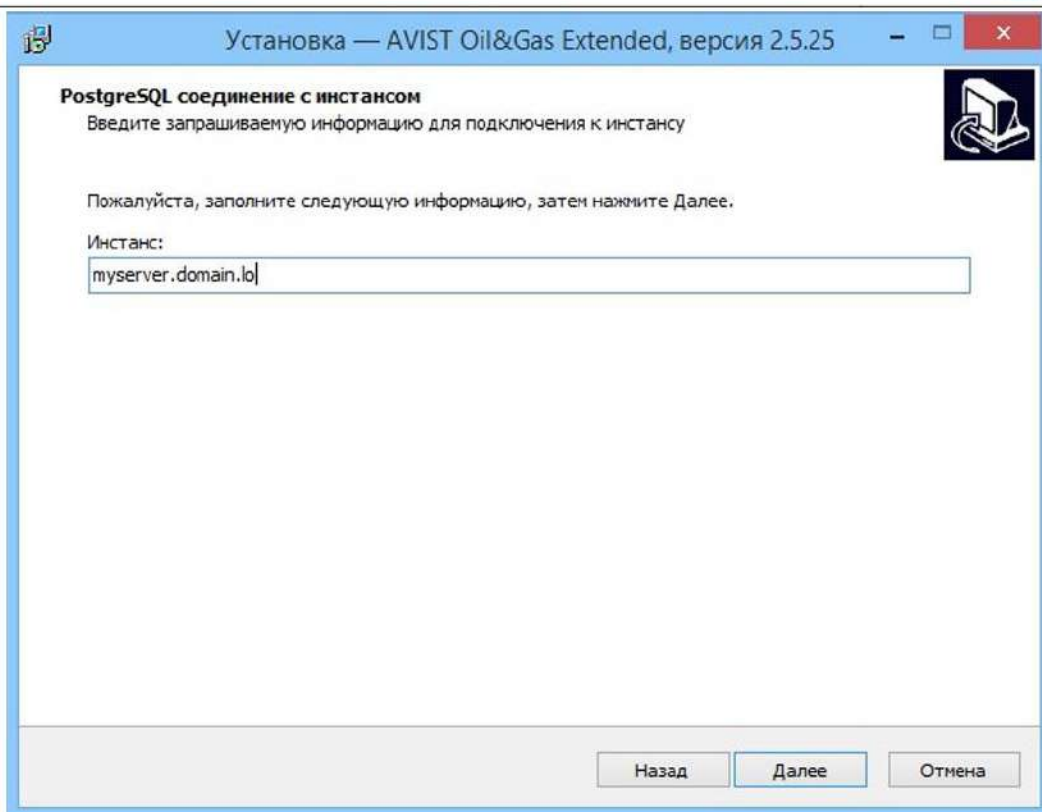 Установка — AVIST Oil&Gas Extended, версия 2.5.25
PostgreSQL соединение с инстансом
Введите запрашиваемую информацию для подключения к инстансу
Пожалуйста, заполните следующую информацию, затем нажмите Далее.
Инстанс:
myserver.domain.lo
Назад Далее Отмена